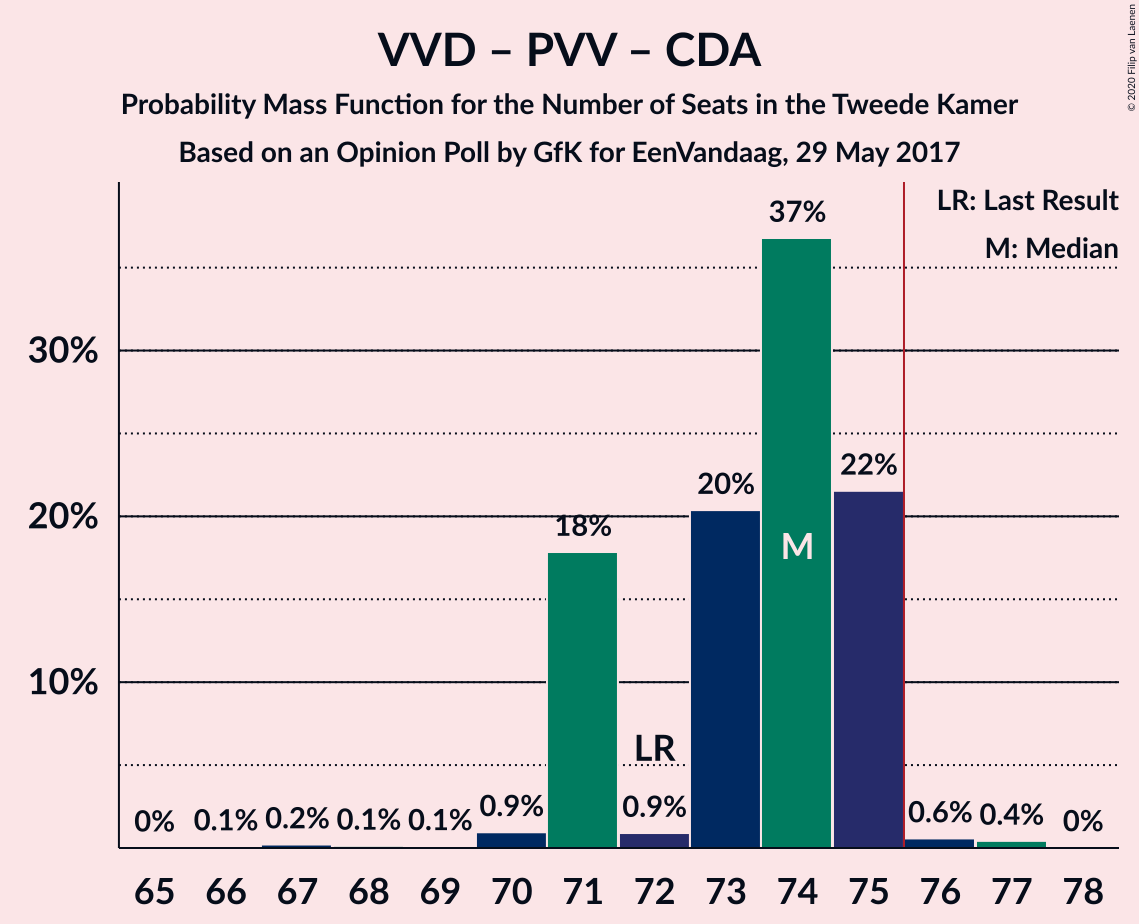 VVD – PVV – CDA
Probability Mass Function for the Number of Seats in the Tweede Kamer
Based on an Opinion Poll by GfK for EenVandaag, 29 May 2017
© 2020 Filip van Laenen
LR: Last Result
M: Median
30%
20%
10%
0%
0.1%
0.2%
0.1%
0.1%
0.9%
18%
0.9%
20%
37%
22%
0.6%
0.4%
0%
LR
M
65 66 67 68 69 70 71 72 73 74 75 76 77 78